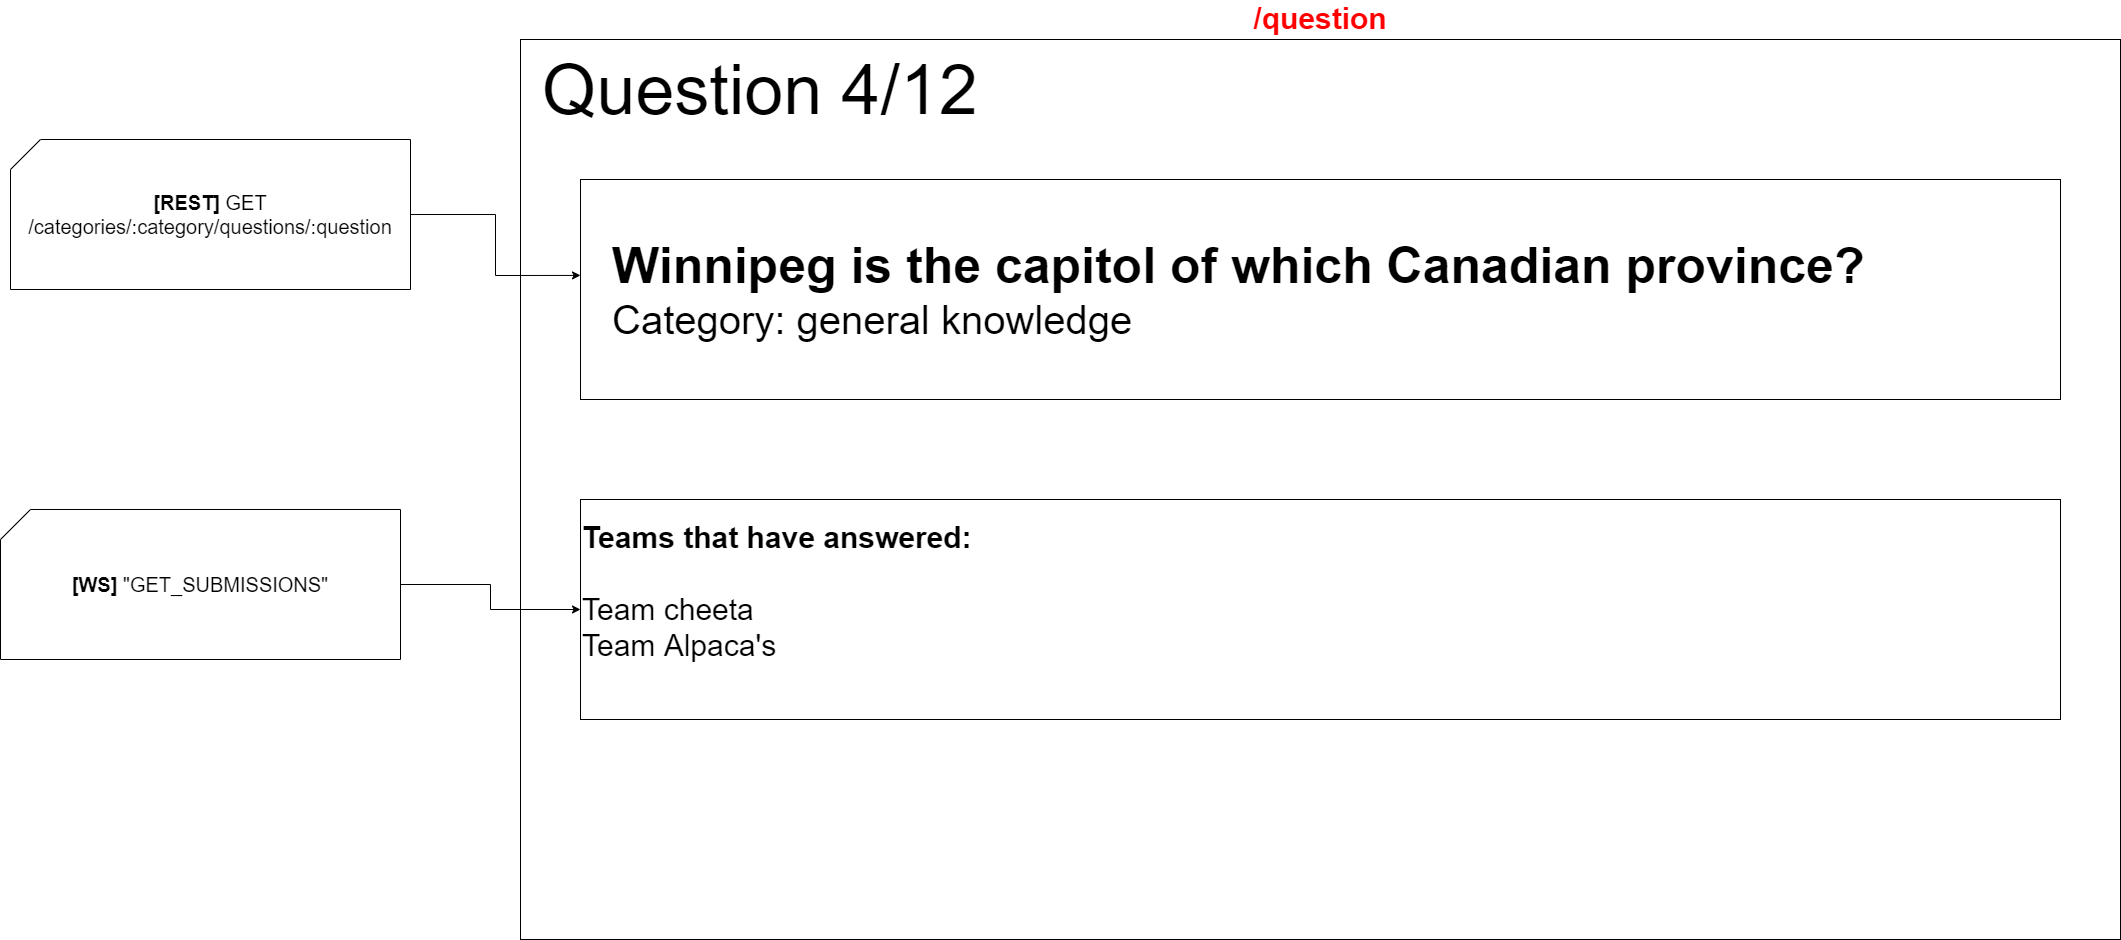 /question
Question 4/12
[REST] GET
/categories/:category/questions/:question
Winnipeg is the capitol of which Canadian province?
Category: general knowledge
[WS] "GET_SUBMISSIONS"
Teams that have answered:
Team cheeta
Team Alpaca's